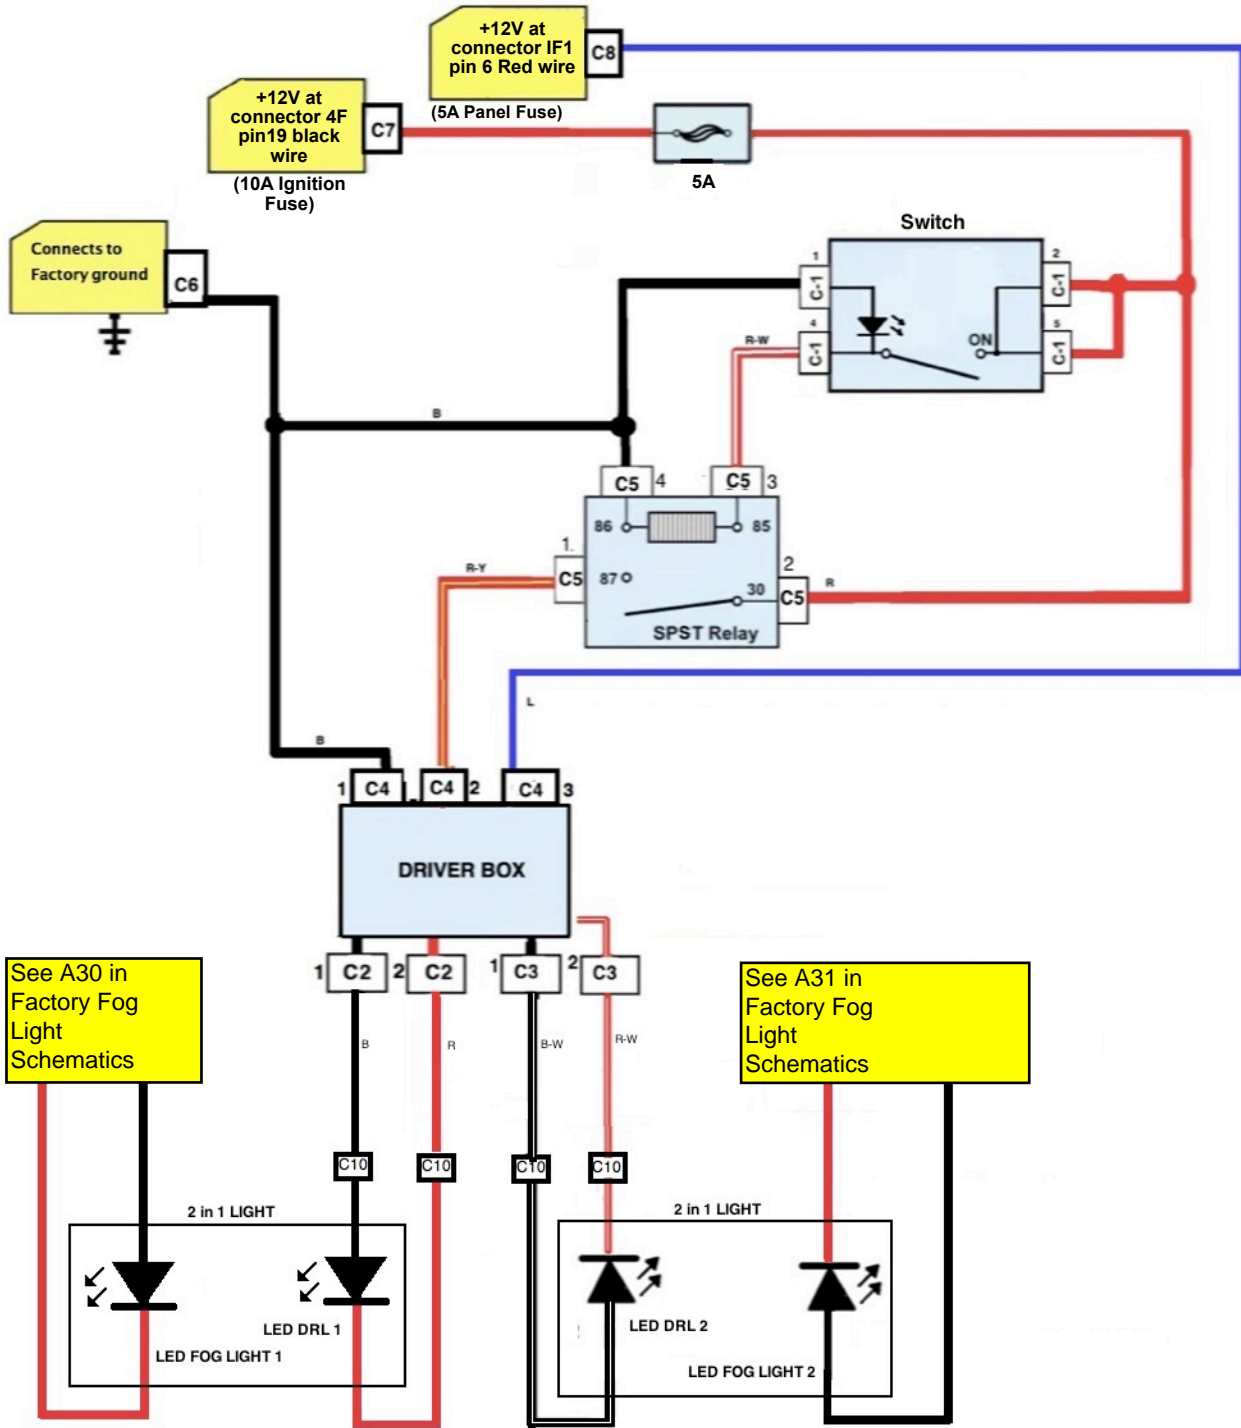 +12V at
connector IF1
pin 6 Red wire
C8
(5A Panel Fuse)
+12V at
connector 4F
pin19 black
wire
C7
(10A Ignition
Fuse)
5A
Connects to
Factory ground
C6
Switch
1
C-1
2
C-1
4
C-1
5
C-1
ON
R-W
B
C5
4
C5
3
86
85
1.
C5
87
2
30
C5
SPST Relay
R-Y
R
L
B
1
C4
C4
2
C4
3
DRIVER BOX
1
C2
2
C2
1
C3
2
C3
See A30 in
Factory Fog
Light
Schematics
See A31 in
Factory Fog
Light
Schematics
B
R
B-W
R-W
C10
C10
C10
C10
2 in 1 LIGHT
2 in 1 LIGHT
LED DRL 1
LED FOG LIGHT 1
LED DRL 2
LED FOG LIGHT 2